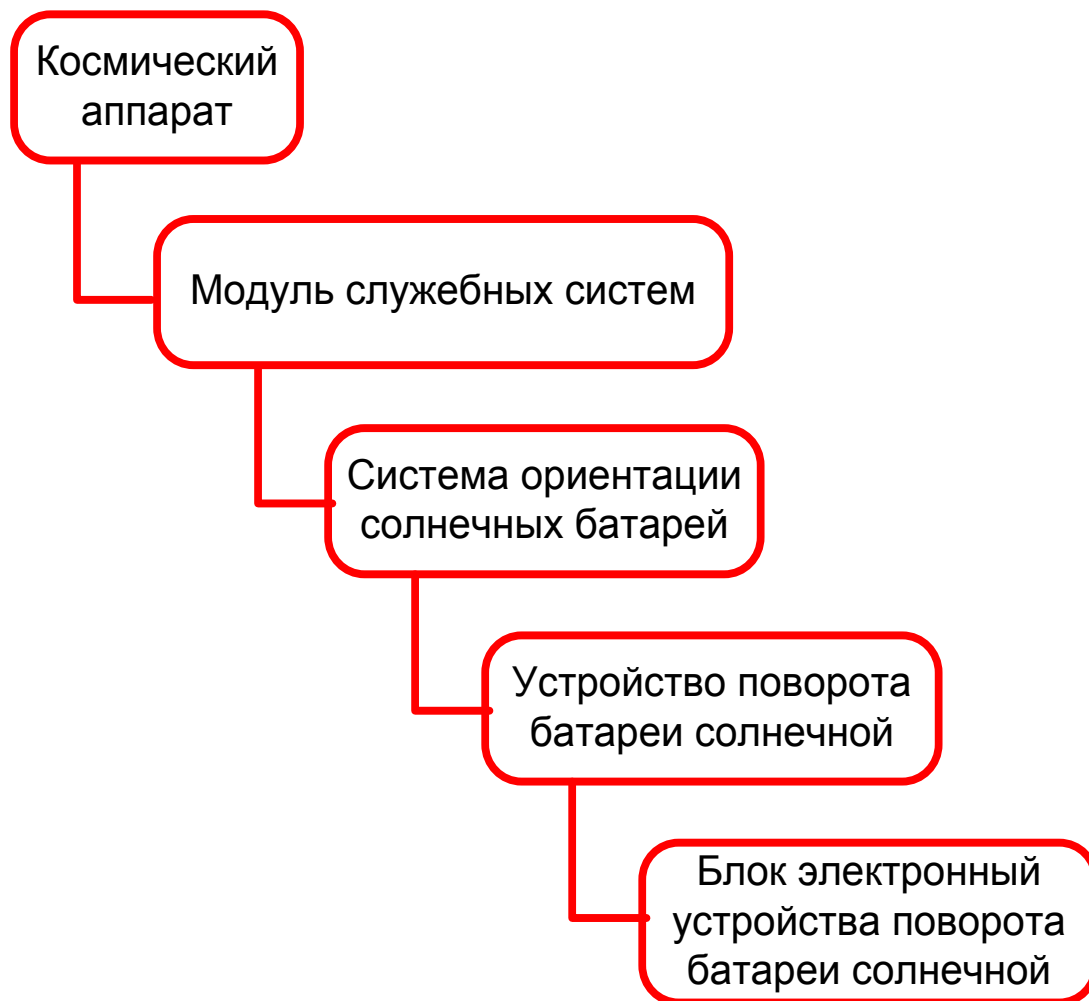 Космический
аппарат
Модуль служебных систем
Система ориентации
солнечных батарей
Устройство поворота
батареи солнечной
Блок электронный
устройства поворота
батареи солнечной